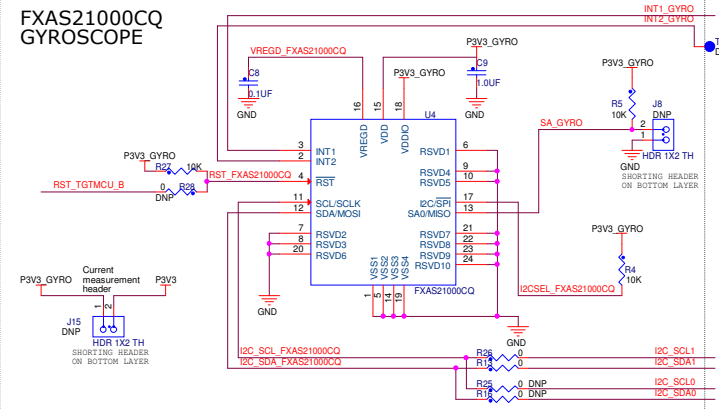 FXAS21000CQ
GYROSCOPE
INT1_GYRO
INT2_GYRO
VREGD_FXAS21000CQ
P3V3_GYRO
C8
0.1UF
GND
C9
1.0UF
GND
P3V3_GYRO
P3V3_GYRO
R5
10K
J8
DNP
SA_GYRO
2
1
HDR 1X2 TH
GND
SHORTING HEADER
ON BOTTOM LAYER
16
15
18
U4
VREGD
VDD
VDDIO
3
INT1
2
INT2
RSVD1
6
P3V3_GYRO
R27
10K
RST_FXAS21000CQ
4
RST
RSVD4
9
RSVD5
10
RST_TGTMCU_B
0
R28
DNP
11
SCL/SCLK
12
SDA/MOSI
I2C/SPI
17
SA0/MISO
13
7
RSVD2
8
RSVD3
20
RSVD6
RSVD7
21
RSVD8
22
RSVD9
23
RSVD10
24
P3V3_GYRO
R4
10K
VSS1
VSS2
VSS3
VSS4
1
5
14
19
FXAS21000CQ
I2CSEL_FXAS21000CQ
GND
GND
P3V3_GYRO
Current
measurement
header
P3V3
1
2
J15
DNP
HDR 1X2 TH
SHORTING HEADER
ON BOTTOM LAYER
I2C_SCL_FXAS21000CQ
R26
0
I2C_SCL1
I2C_SDA_FXAS21000CQ
0
I2C_SDA1
R25
0 DNP
I2C_SCL0
0 DNP
I2C_SDA0